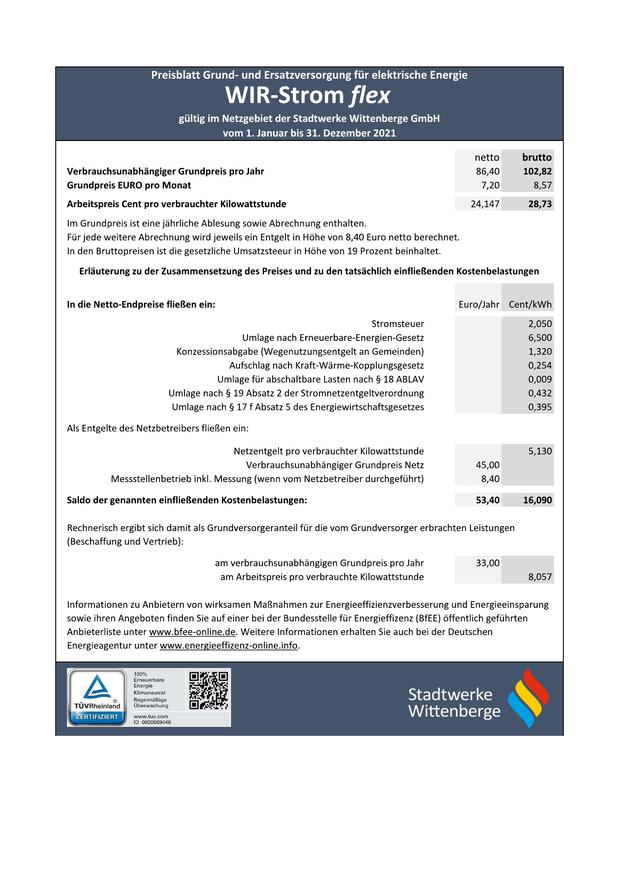 Preisblatt Grund- und Ersatzversorgung für elektrische Energie
WIR-Strom flex
gültig im Netzgebiet der Stadtwerke Wittenberge GmbH
vom 1. Januar bis 31. Dezember 2021
netto brutto
Verbrauchsunabhängiger Grundpreis pro Jahr 86,40 102,82
Grundpreis EURO pro Monat 7,20 8,57
Arbeitspreis Cent pro verbrauchter Kilowattstunde 24,147 28,73
Im Grundpreis ist eine jährliche Ablesung sowie Abrechnung enthalten.
Für jede weitere Abrechnung wird jeweils ein Entgelt in Höhe von 8,40 Euro netto berechnet.
In den Bruttopreisen ist die gesetzliche Umsatzsteuer in Höhe von 19 Prozent beinhaltet.
Erläuterung zu der Zusammensetzung des Preises und zu den tatsächlich einfließenden Kostenbelastungen
In die Netto-Endpreise fließen ein: Euro/Jahr Cent/kWh
Stromsteuer 2,050
Umlage nach Erneuerbare-Energien-Gesetz 6,500
Konzessionsabgabe (Wegenutzungsentgelt an Gemeinden) 1,320
Aufschlag nach Kraft-Wärme-Kopplungsgesetz 0,254
Umlage für abschaltbare Lasten nach § 18 ABLAV 0,009
Umlage nach § 19 Absatz 2 der Stromnetzentgeltverordnung 0,432
Umlage nach § 17 f Absatz 5 des Energiewirtschaftsgesetzes 0,395
Als Entgelte des Netzbetreibers fließen ein:
Netzentgelt pro verbrauchter Kilowattstunde 5,130
Verbrauchsunabhängiger Grundpreis Netz 45,00
Messstellenbetrieb inkl. Messung (wenn vom Netzbetreiber durchgeführt) 8,40
Saldo der genannten einfließenden Kostenbelastungen: 53,40 16,090
Rechnerisch ergibt sich damit als Grundversorgeranteil für die vom Grundversorger erbrachten Leistungen
(Beschaffung und Vertrieb):
am verbrauchsunabhängigen Grundpreis pro Jahr 33,00
am Arbeitspreis pro verbrauchte Kilowattstunde 8,057
Informationen zu Anbietern von wirksamen Maßnahmen zur Energieeffizienzverbesserung und Energieeinsparung
sowie ihren Angeboten finden Sie auf einer bei der Bundesstelle für Energieffizenz (BfEE) öffentlich geführten
Anbieterliste unter www.bfee-online.de. Weitere Informationen erhalten Sie auch bei der Deutschen
Energieagentur unter www.energieeffizenz-online.info.
TÜVRheinland®
ZERTIFIZIERT
100%
Erneuerbare
Energie
Klimaneutral
Regelmäßige
Überwachung
www.tuv.com
ID 0000069446
Stadtwerke
Wittenberge